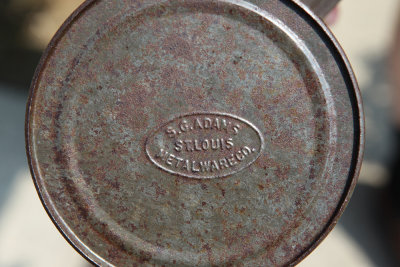 S.G. ADAMS
ST. LOUIS
METALWARE CO.